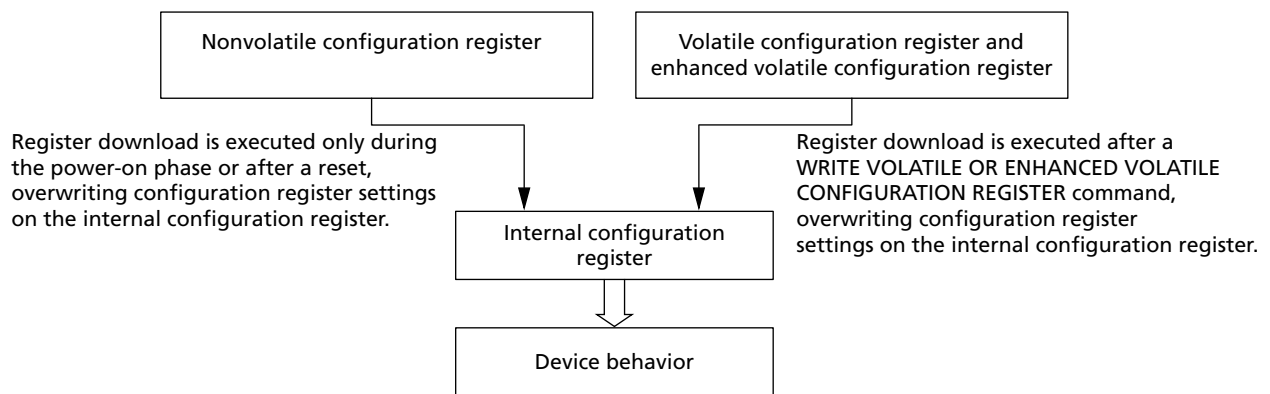 Nonvolatile configuration register
Volatile configuration register and
enhanced volatile configuration register
Register download is executed only during
the power-on phase or after a reset,
overwriting configuration register settings
on the internal configuration register.
Register download is executed after a
WRITE VOLATILE OR ENHANCED VOLATILE
CONFIGURATION REGISTER command,
overwriting configuration register
settings on the internal configuration register.
Internal configuration
register
Device behavior